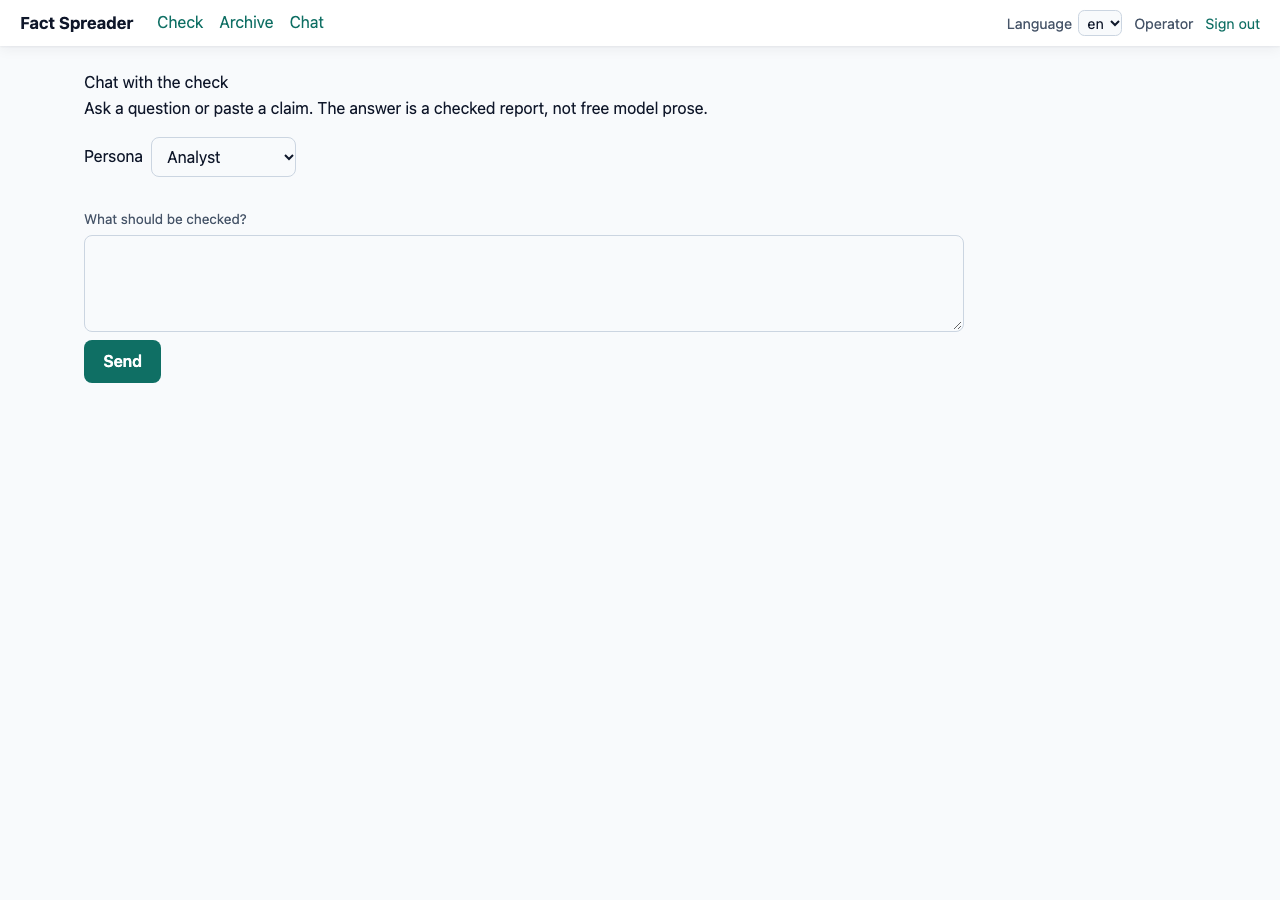 Fact Spreader Check Archive Chat Language en Operator Sign out
Chat with the check
Ask a question or paste a claim. The answer is a checked report, not free model prose.
Persona Analyst
What should be checked?
Send